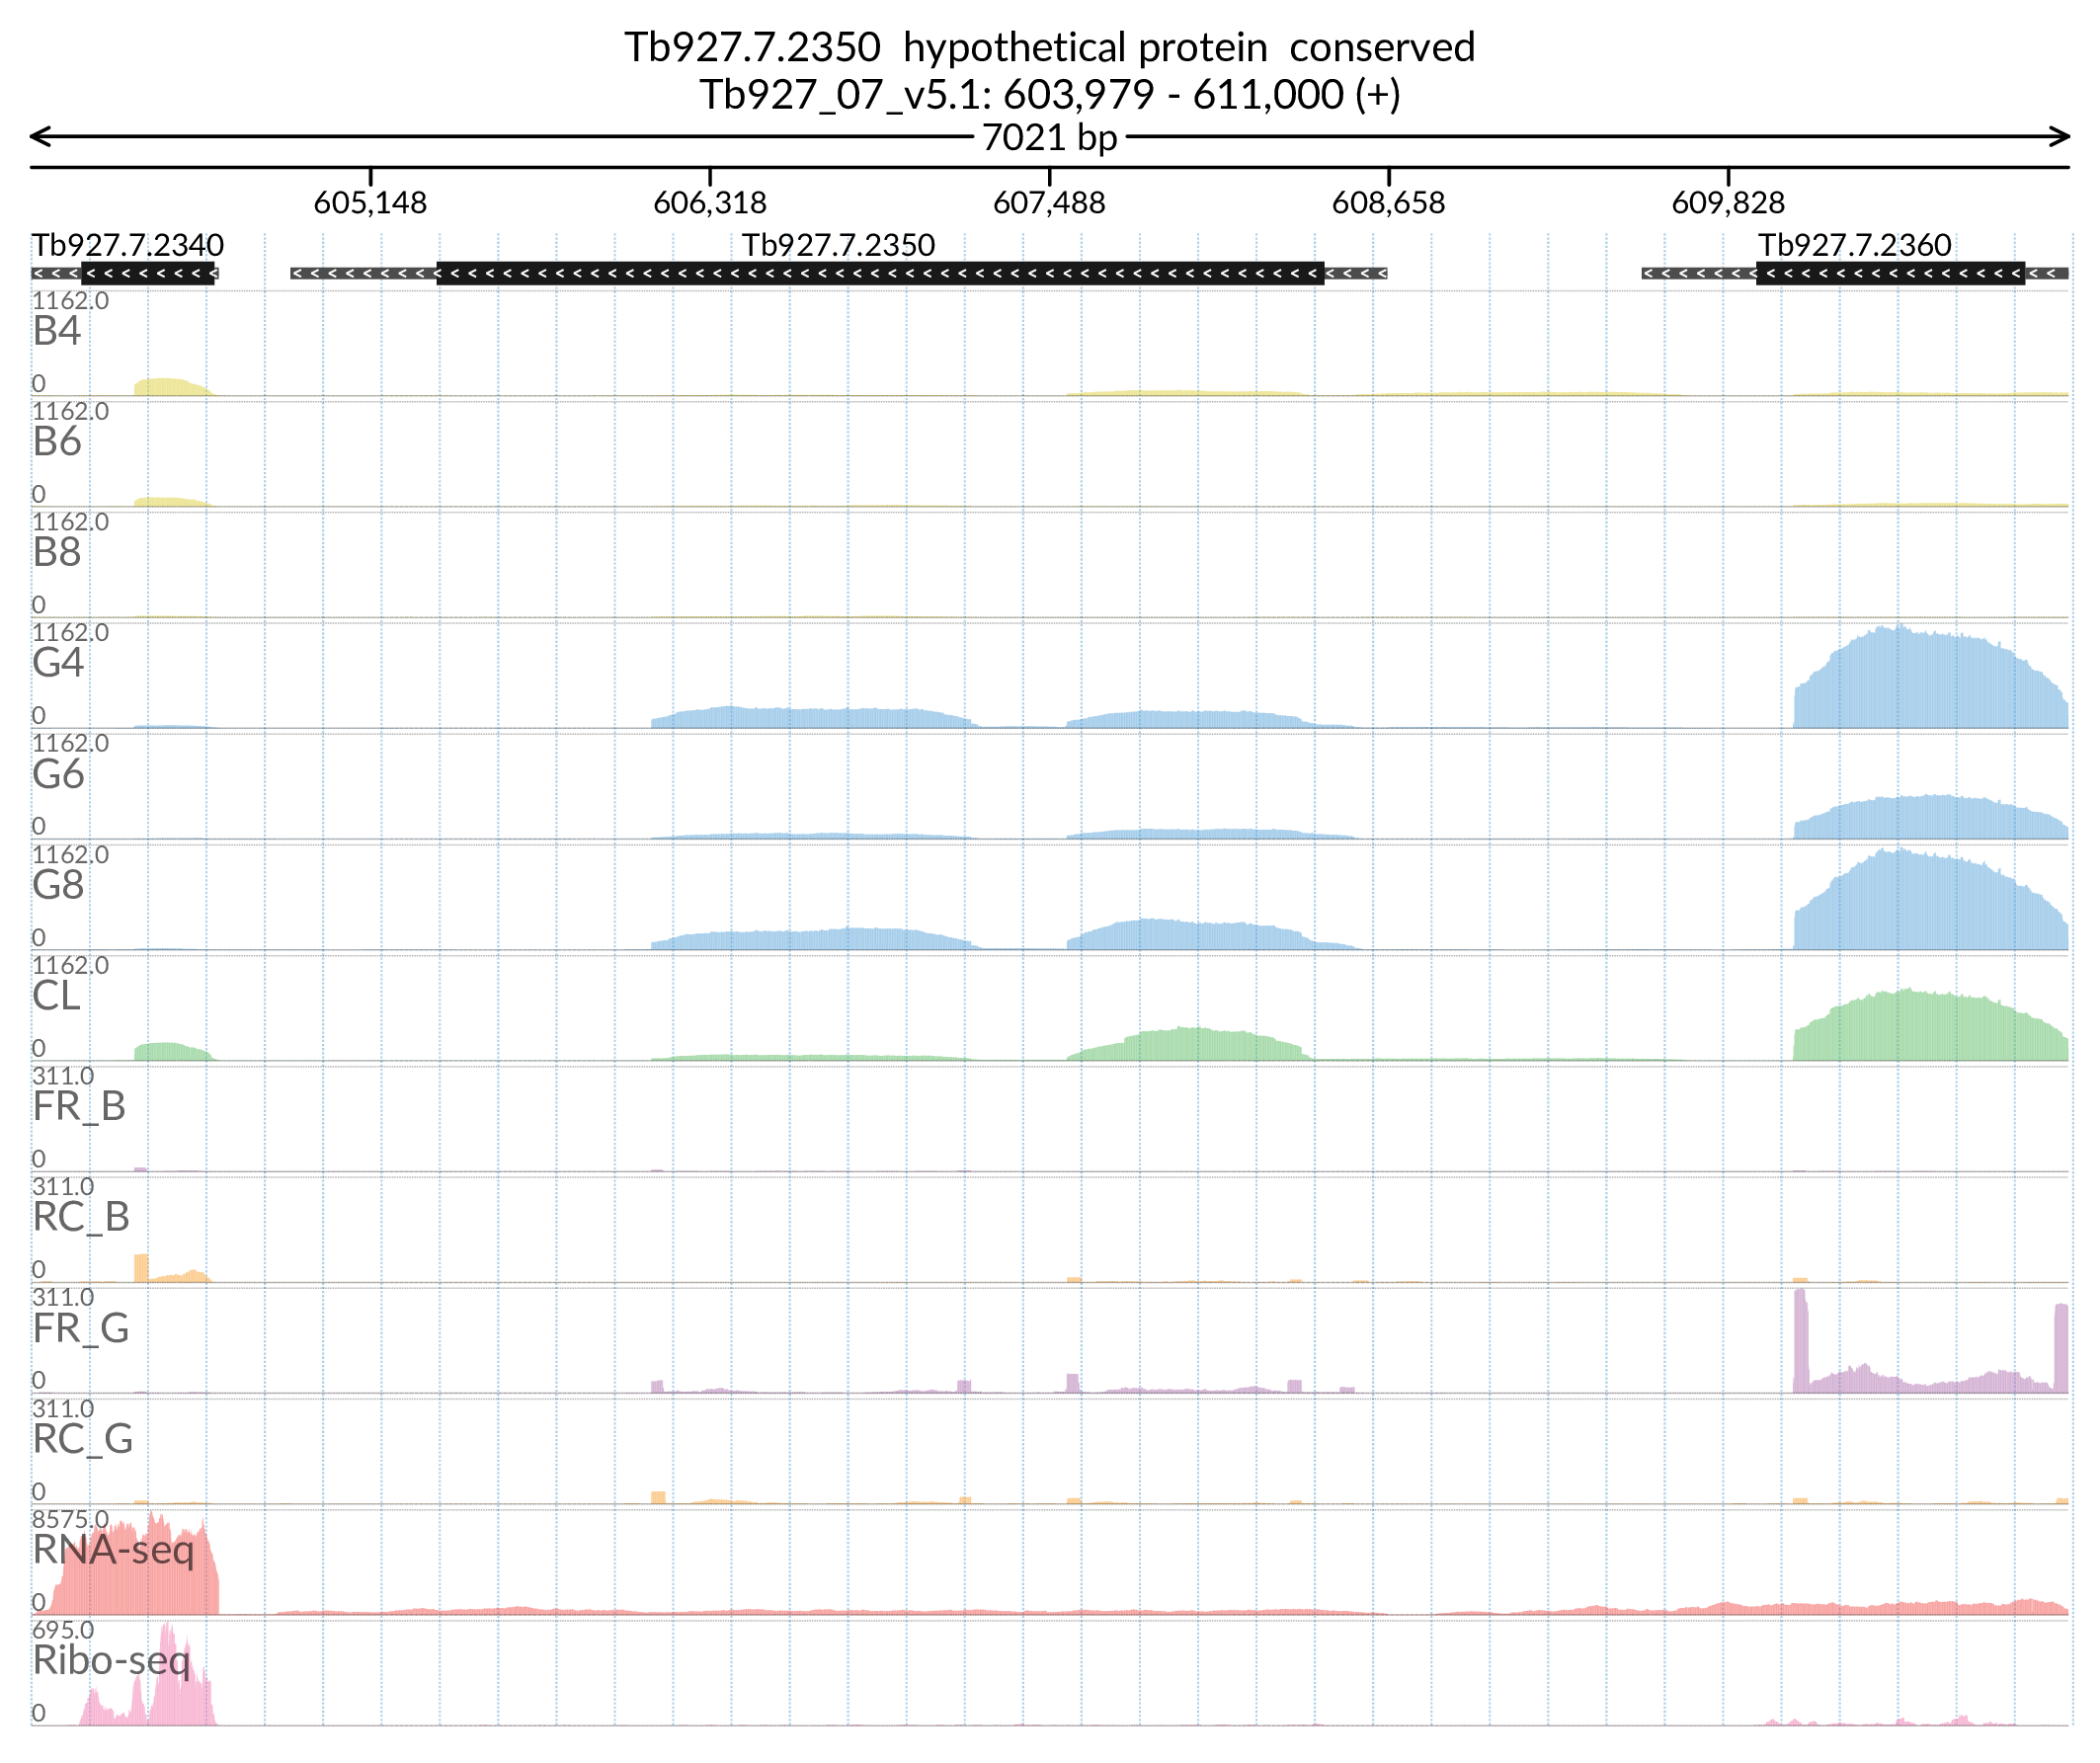 Tb927.7.2350 hypothetical protein conserved
Tb927_07_v5.1: 603,979 - 611,000 (+)
7021 bp
605,148 606,318 607,488 608,658 609,828
Tb927.7.2340 Tb927.7.2350 Tb927.7.2360
1162.0
B4
0
1162.0
B6
0
1162.0
B8
0
1162.0
G4
0
1162.0
G6
0
1162.0
G8
0
1162.0
CL
0
311.0
FR_B
0
311.0
RC_B
0
311.0
FR_G
0
311.0
RC_G
0
8575.0
RNA-seq
0
695.0
Ribo-seq
0